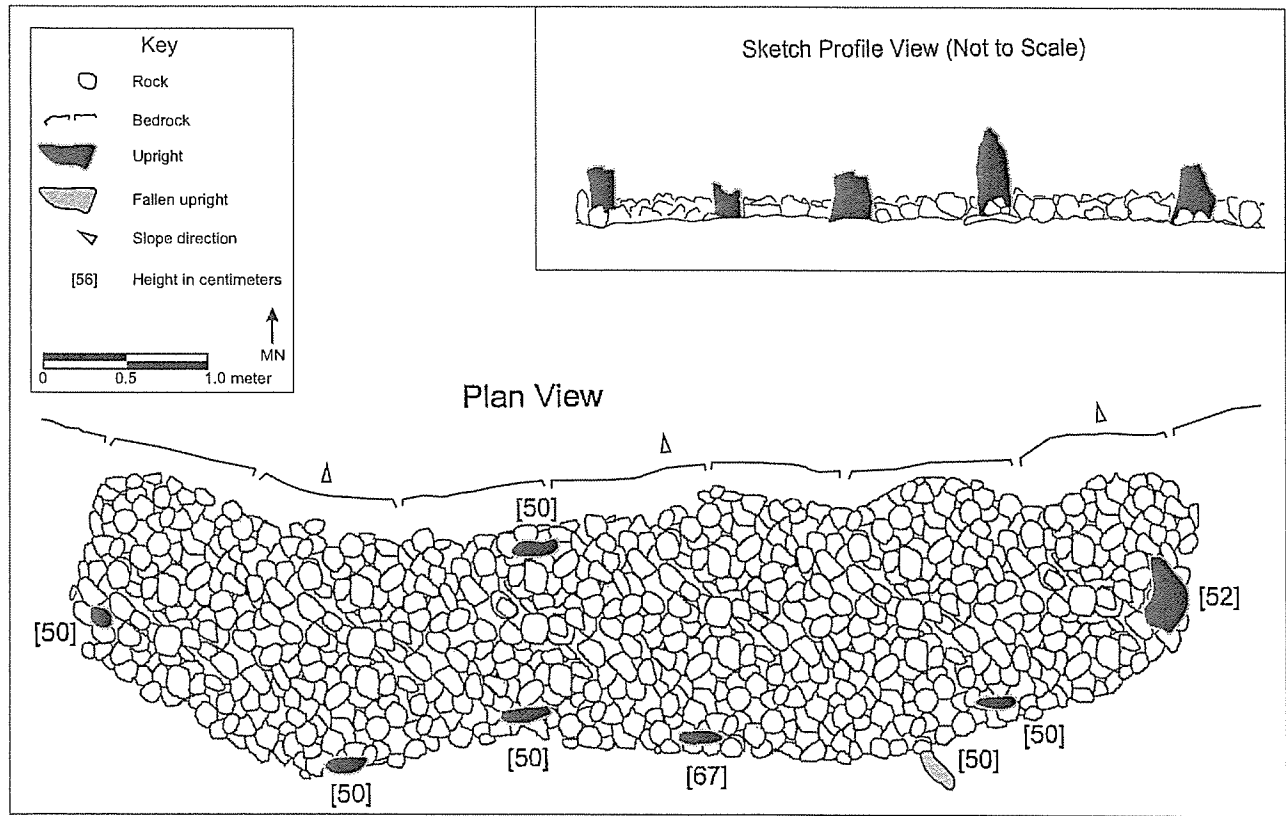 Key
Rock
Bedrock
Upright
Fallen upright
Slope direction
[56] Height in centimeters
MN
0 0.5 1.0 meter
Sketch Profile View (Not to Scale)
Plan View
[50]
[50]
[52]
[50]
[50]
[67]
[50]
[50]